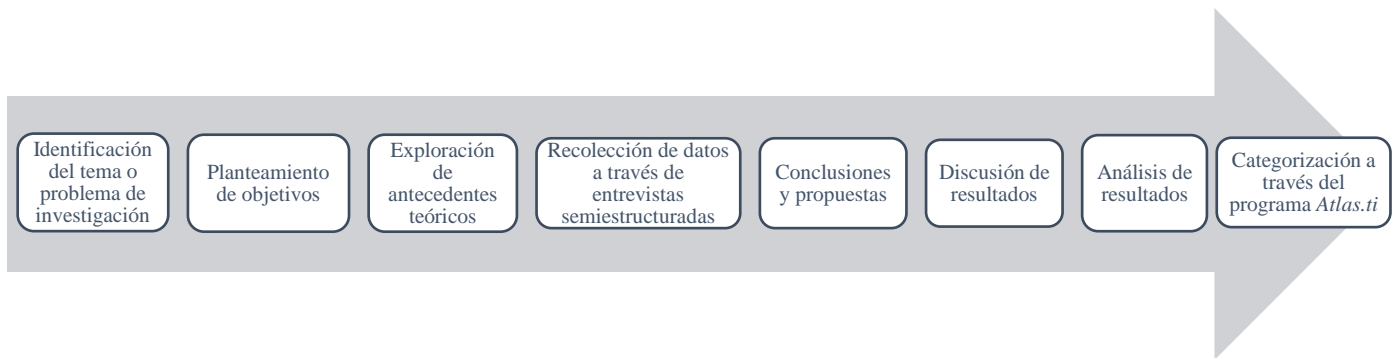 Identificación
del tema o
problema de
investigación
Planteamiento
de objetivos
Exploración
de
antecedentes
teóricos
Recolección de datos
a través de
entrevistas
semiestructuradas
Conclusiones
y propuestas
Discusión de
resultados
Análisis de
resultados
Categorización a
través del
programa Atlas.ti